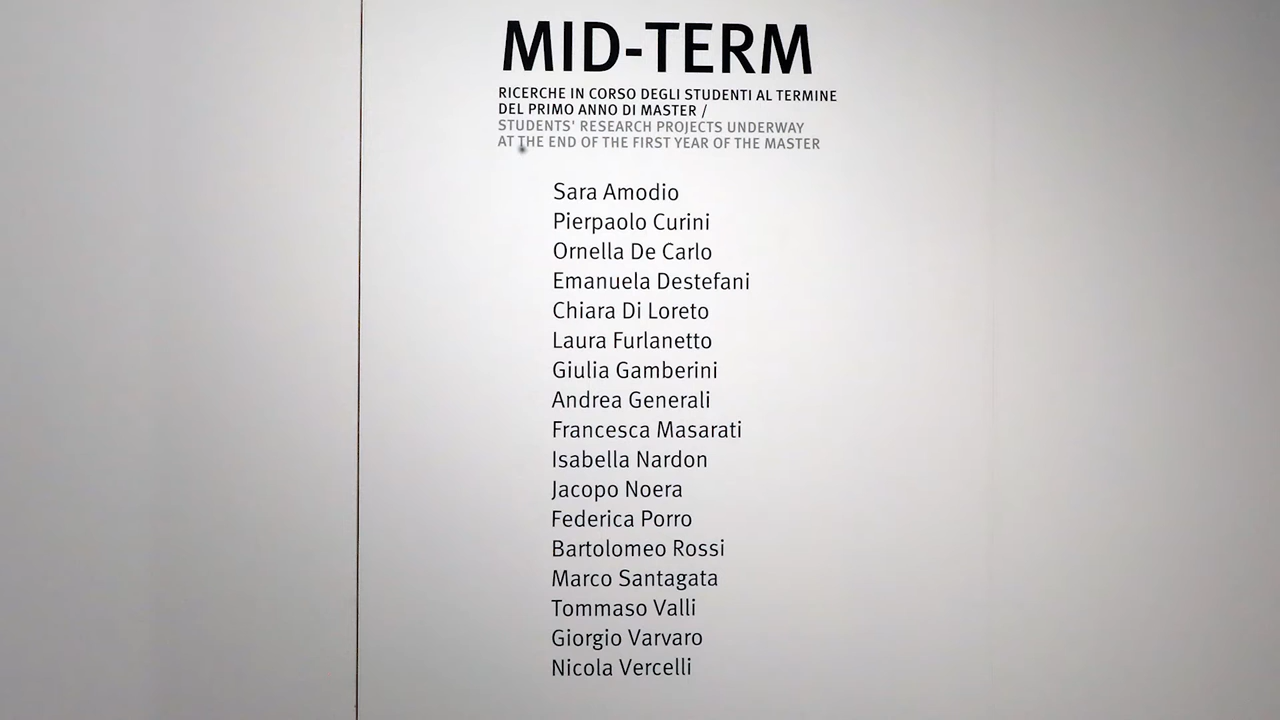 MID-TERM
RICERCHE IN CORSO DEGLI STUDENTI AL TERMINE
DEL PRIMO ANNO DI MASTER /
STUDENTS' RESEARCH PROJECTS UNDERWAY
AT THE END OF THE FIRST YEAR OF THE MASTER
Sara Amodio
Pierpaolo Curini
Ornella De Carlo
Emanuela Destefani
Chiara Di Loreto
Laura Furlanetto
Giulia Gamberini
Andrea Generali
Francesca Masarati
Isabella Nardon
Jacopo Noera
Federica Porro
Bartolomeo Rossi
Marco Santagata
Tommaso Valli
Giorgio Varvaro
Nicola Vercelli